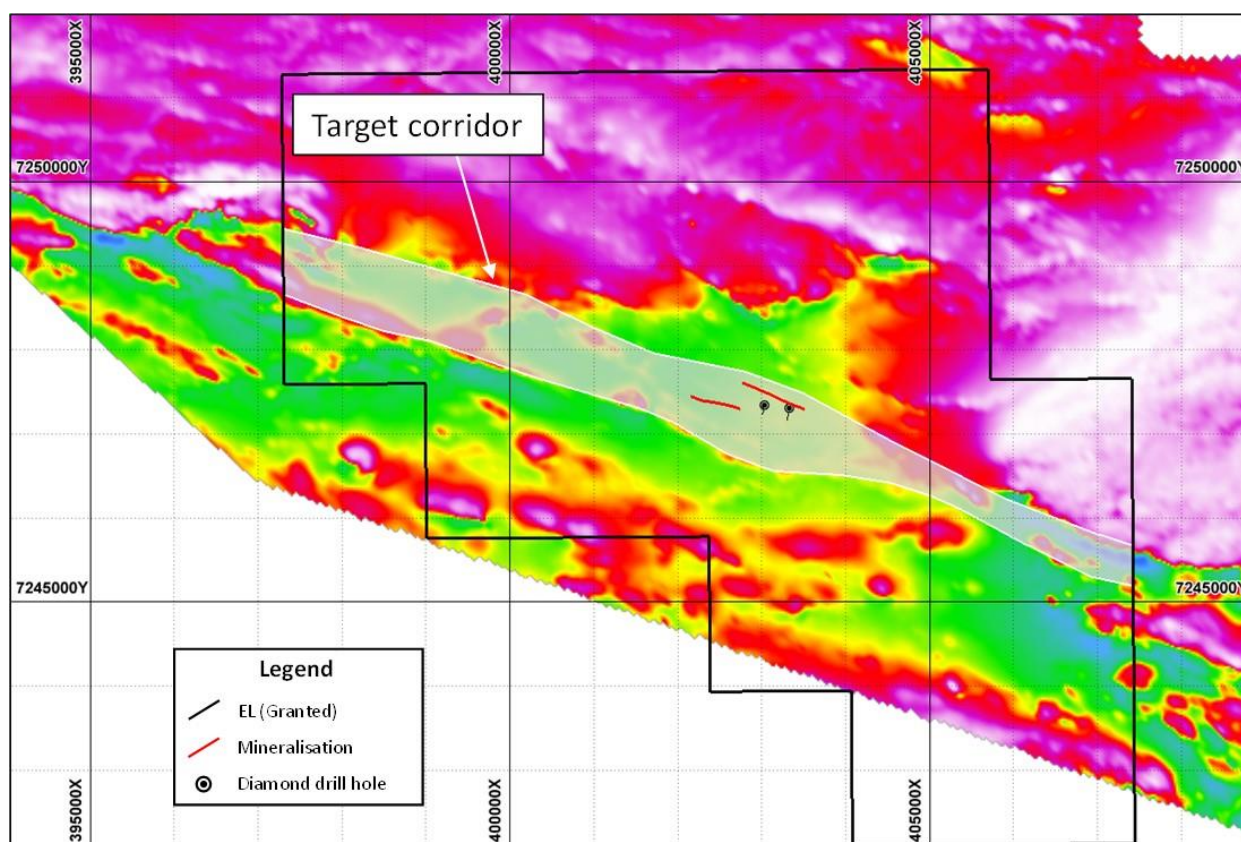 395000X
400000X
405000X
Target corridor
7250000Y
7250000Y
7245000Y
7245000Y
Legend
EL (Granted)
Mineralisation
Diamond drill hole
395000X
400000X
405000X